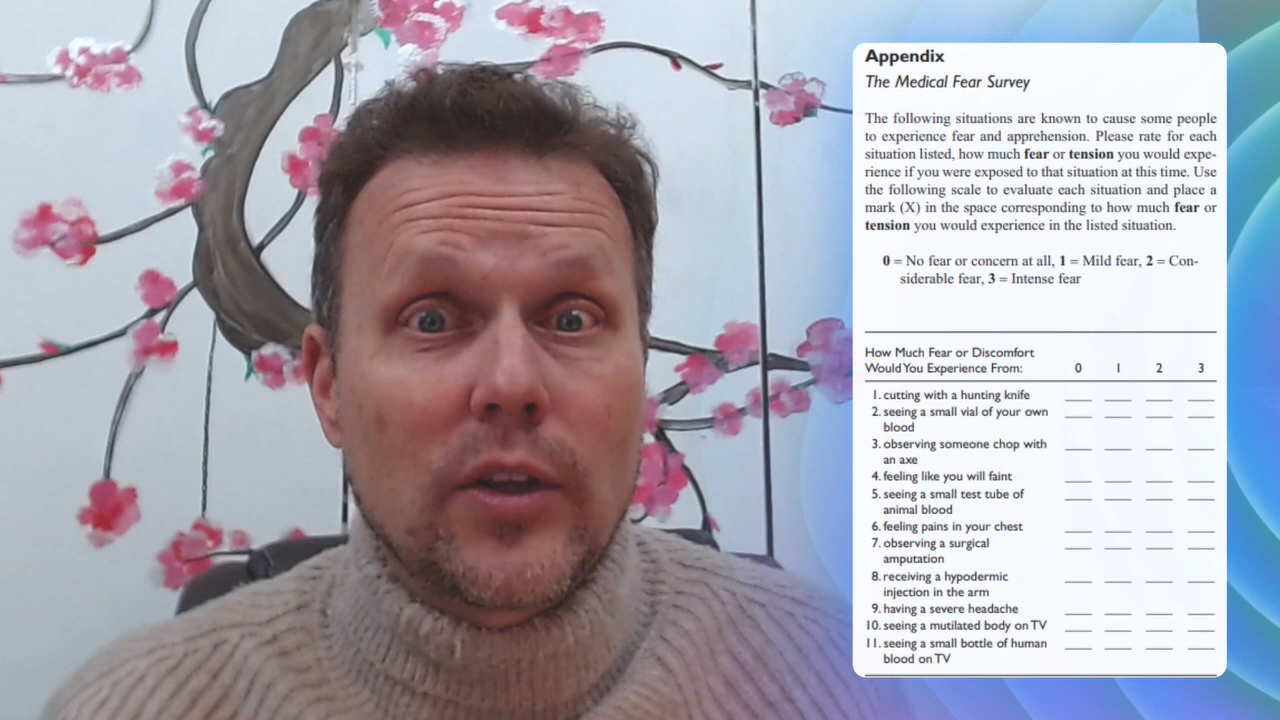 Appendix
The Medical Fear Survey
The following situations are known to cause some people
to experience fear and apprehension. Please rate for each
situation listed, how much fear or tension you would expe-
rience if you were exposed to that situation at this time. Use
the following scale to evaluate each situation and place a
mark (X) in the space corresponding to how much fear or
tension you would experience in the listed situation.
0 = No fear or concern at all, 1 = Mild fear, 2 = Con-
siderable fear, 3 = Intense fear
How Much Fear or Discomfort
Would You Experience From: 0 1 2 3
1. cutting with a hunting knife
2. seeing a small vial of your own
blood
3. observing someone chop with
an axe
4. feeling like you will faint
5. seeing a small test tube of
animal blood
6. feeling pains in your chest
7. observing a surgical
amputation
8. receiving a hypodermic
injection in the arm
9. having a severe headache
10. seeing a mutilated body on TV
11. seeing a small bottle of human
blood on TV